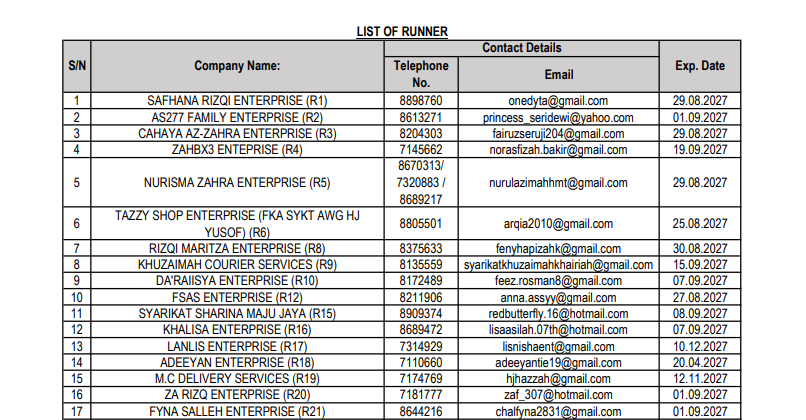 LIST OF RUNNER
S/N Company Name: Contact Details Exp. Date
Telephone No. Email
1 SAFHANA RIZQI ENTERPRISE (R1) 8898760 onedyta@gmail.com 29.08.2027
2 AS277 FAMILY ENTERPRISE (R2) 8613271 princess_seridewi@yahoo.com 01.09.2027
3 CAHAYA AZ-ZAHRA ENTERPRISE (R3) 8204303 fairuzseruji204@gmail.com 29.08.2027
4 ZAHBX3 ENTEPRISE (R4) 7145662 norasfizah.bakir@gmail.com 19.09.2027
5 NURISMA ZAHRA ENTERPRISE (R5) 8670313/ 7320883 / 8689217 nurulazimahhmt@gmail.com 29.08.2027
6 TAZZY SHOP ENTERPRISE (FKA SYKT AWG HJ YUSOF) (R6) 8805501 arqia2010@gmail.com 25.08.2027
7 RIZQI MARITZA ENTERPRISE (R8) 8375633 fenyhapizahk@gmail.com 30.08.2027
8 KHUZAIMAH COURIER SERVICES (R9) 8135559 syarikatkhuzaimahkhairiah@gmail.com 15.09.2027
9 DA'RAIISYA ENTERPRISE (R10) 8172489 feez.rosman8@gmail.com 07.09.2027
10 FSAS ENTERPRISE (R12) 8211906 anna.assyy@gmail.com 27.08.2027
11 SYARIKAT SHARINA MAJU JAYA (R15) 8909374 redbutterfly.16@hotmail.com 08.09.2027
12 KHALISA ENTERPRISE (R16) 8689472 lisaasilah.07th@hotmail.com 07.09.2027
13 LANLIS ENTERPRISE (R17) 7314929 lisnishaent@gmail.com 10.12.2027
14 ADEEYAN ENTERPRISE (R18) 7110660 adeeyantie19@gmail.com 20.04.2027
15 M.C DELIVERY SERVICES (R19) 7174769 hjhazzah@gmail.com 12.11.2027
16 ZA RIZQ ENTERPRISE (R20) 7181777 zaf_307@hotmail.com 01.09.2027
17 FYNA SALLEH ENTERPRISE (R21) 8644216 chalfyna2831@gmail.com 01.09.2027